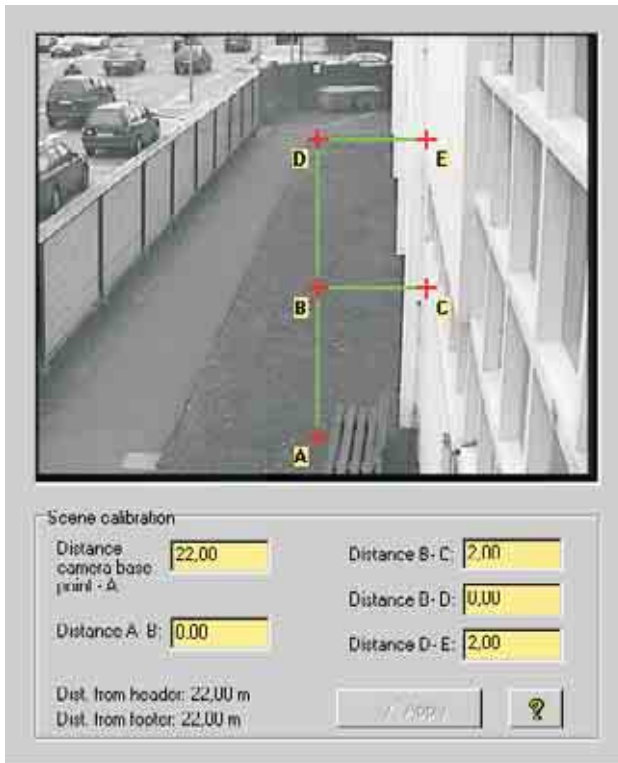 D E
B C
A
Scene calibration
Distance camera base point - A
22,00
Distance A B: 0.00
Distance B - C: 2,00
Distance B - D: 0,00
Distance D - E: 2,00
Dist. from header: 22,00 m
Dist. from footer: 22,00 m
Apply
?